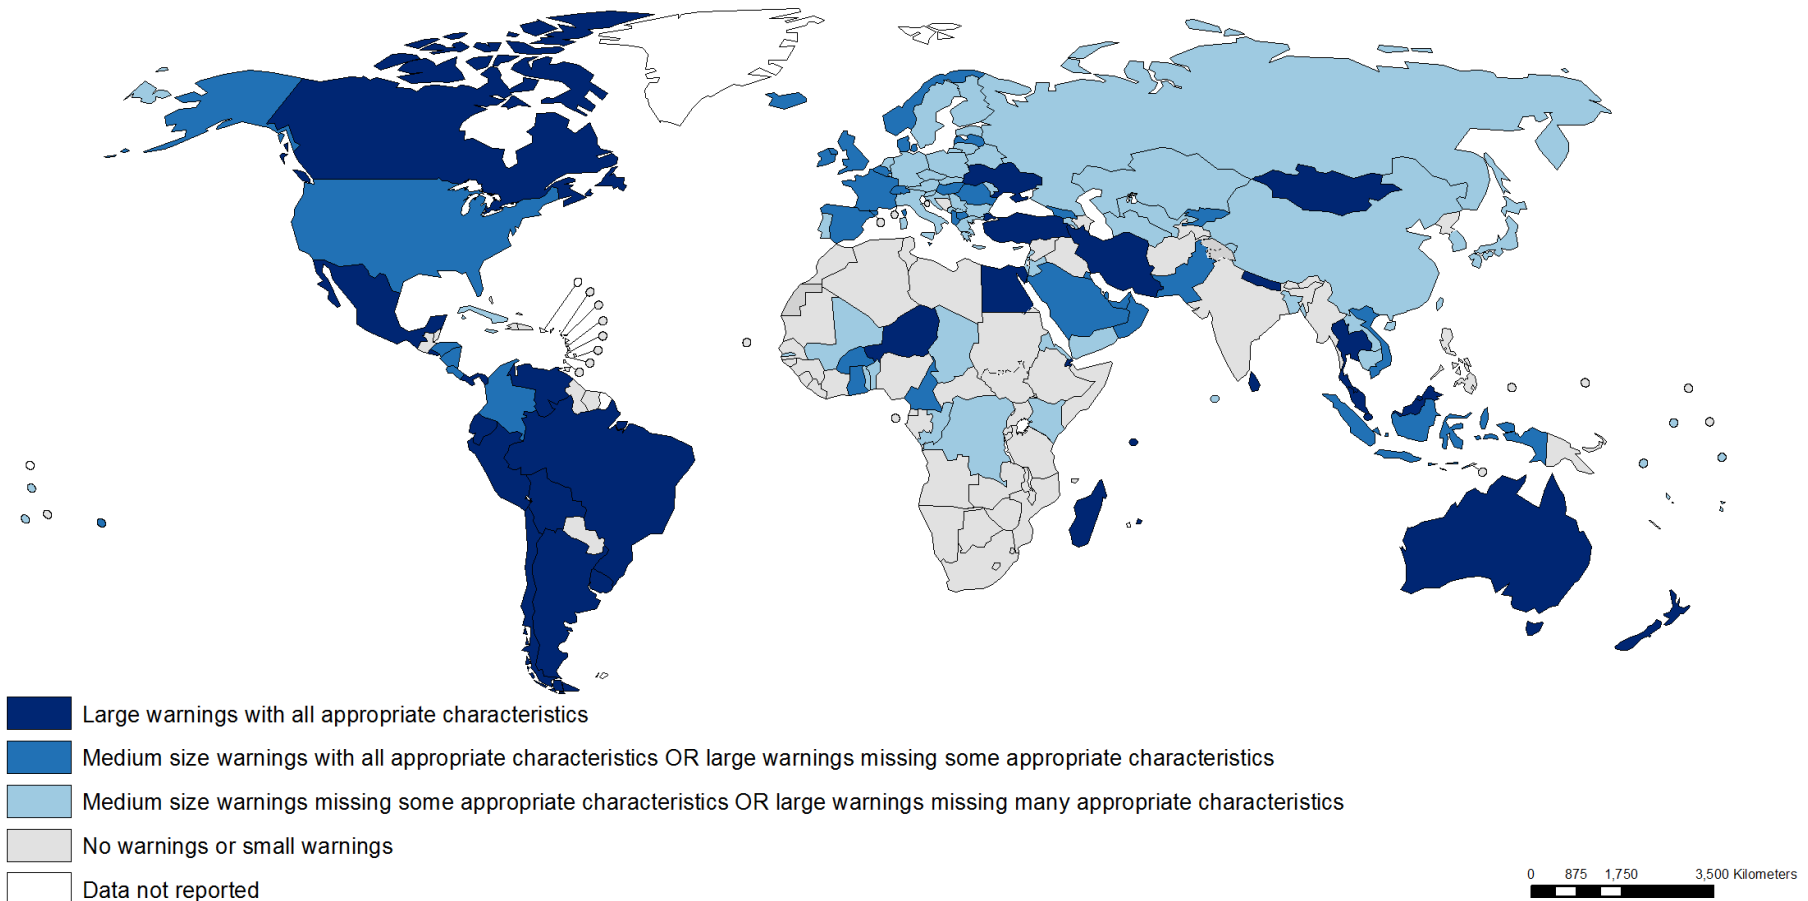 Large warnings with all appropriate characteristics
Medium size warnings with all appropriate characteristics OR large warnings missing some appropriate characteristics
Medium size warnings missing some appropriate characteristics OR large warnings missing many appropriate characteristics
No warnings or small warnings
Data not reported
0 875 1,750 3,500 Kilometers